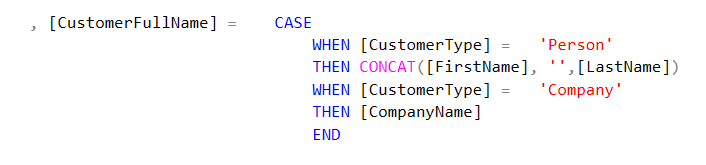 , [CustomerFullName] = CASE
WHEN [CustomerType] = 'Person'
THEN CONCAT([FirstName], '',[LastName])
WHEN [CustomerType] = 'Company'
THEN [CompanyName]
END